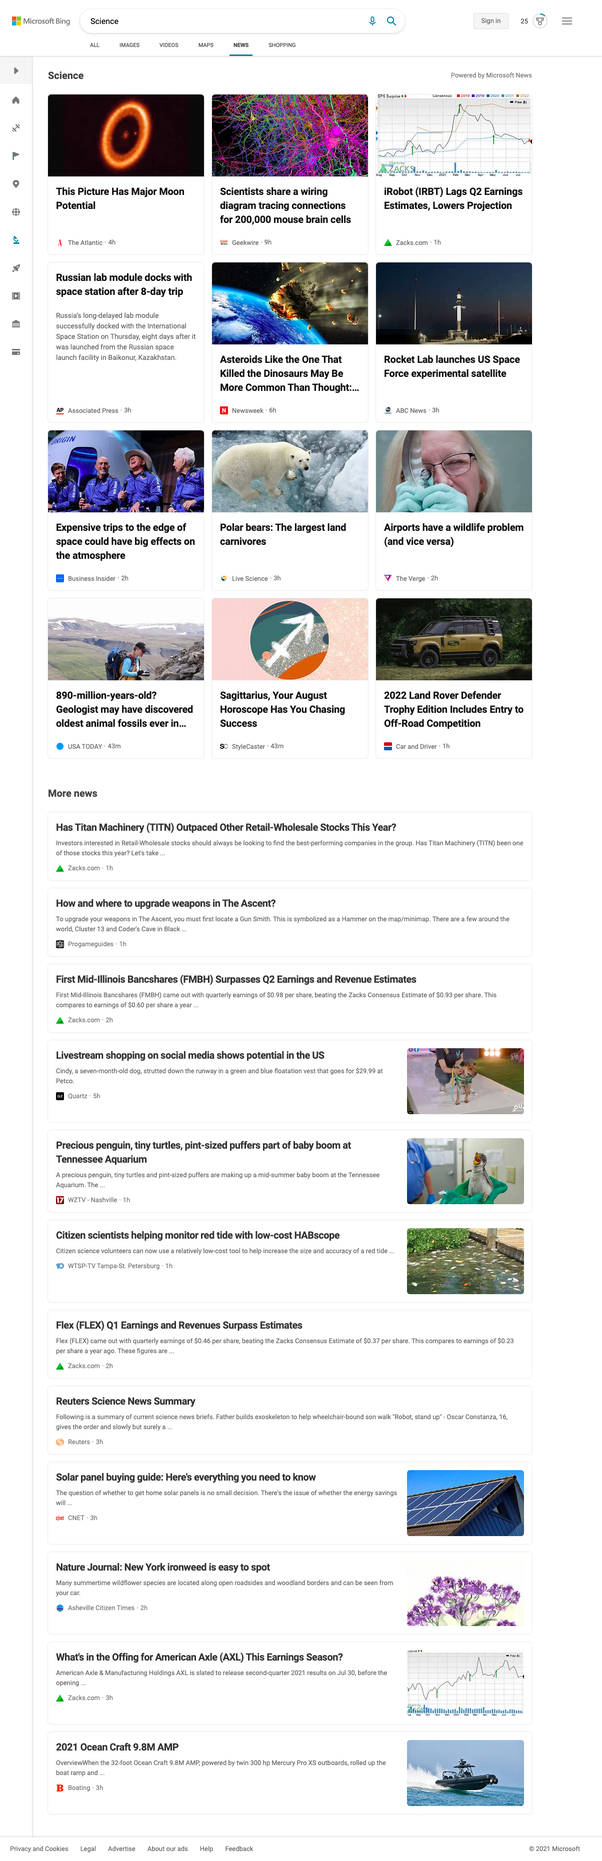 Microsoft Bing
Science
Sign in
25
ALL IMAGES VIDEOS MAPS NEWS SHOPPING
Science
Powered by Microsoft News
This Picture Has Major Moon
Potential
The Atlantic · 4h
Scientists share a wiring
diagram tracing connections
for 200,000 mouse brain cells
Geekwire · 9h
iRobot (IRBT) Lags Q2 Earnings
Estimates, Lowers Projection
Zacks.com · 1h
Russian lab module docks with
space station after 8-day trip
Russia's long-delayed lab module
successfully docked with the International
Space Station on Thursday, eight days after it
was launched from the Russian space
launch facility in Baikonur, Kazakhstan.
AP
Associated Press · 3h
Asteroids Like the One That
Killed the Dinosaurs May Be
More Common Than Thought:...
N
Newsweek · 6h
Rocket Lab launches US Space
Force experimental satellite
ABC News · 3h
ORIGIN
Expensive trips to the edge of
space could have big effects on
the atmosphere
Business Insider · 2h
Polar bears: The largest land
carnivores
Live Science · 3h
Airports have a wildlife problem
(and vice versa)
The Verge · 2h
890-million-years-old?
Geologist may have discovered
oldest animal fossils ever in...
USA TODAY · 43m
Sagittarius, Your August
Horoscope Has You Chasing
Success
SC
StyleCaster · 43m
2022 Land Rover Defender
Trophy Edition Includes Entry to
Off-Road Competition
Car and Driver · 1h
More news
Has Titan Machinery (TITN) Outpaced Other Retail-Wholesale Stocks This Year?
Investors interested in Retail-Wholesale stocks should always be looking to find the best-performing companies in the group. Has Titan Machinery (TITN) been one
of those stocks this year? Let's take ...
Zacks.com · 1h
How and where to upgrade weapons in The Ascent?
To upgrade your weapons in The Ascent, you must first locate a Gun Smith. This is symbolized as a Hammer on the map/minimap. There are a few around the
world, Cluster 13 and Coder's Cave in Black ...
Progameguides · 1h
First Mid-Illinois Bancshares (FMBH) Surpasses Q2 Earnings and Revenue Estimates
First Mid-Illinois Bancshares (FMBH) came out with quarterly earnings of $0.98 per share, beating the Zacks Consensus Estimate of $0.93 per share. This
compares to earnings of $0.60 per share a year ...
Zacks.com · 2h
Livestream shopping on social media shows potential in the US
Cindy, a seven-month-old dog, strutted down the runway in a green and blue floatation vest that goes for $29.99 at
Petco.
Quartz · 5h
Precious penguin, tiny turtles, pint-sized puffers part of baby boom at
Tennessee Aquarium
A precious penguin, tiny turtles and pint-sized puffers are making up a mid-summer baby boom at the Tennessee
Aquarium. The ...
17
WZTV - Nashville · 1h
Citizen scientists helping monitor red tide with low-cost HABscope
Citizen science volunteers can now use a relatively low-cost tool to help increase the size and accuracy of a red tide ...
WTSP-TV Tampa-St. Petersburg · 1h
Flex (FLEX) Q1 Earnings and Revenues Surpass Estimates
Flex (FLEX) came out with quarterly earnings of $0.46 per share, beating the Zacks Consensus Estimate of $0.37 per share. This compares to earnings of $0.23
per share a year ago. These figures are ...
Zacks.com · 2h
Reuters Science News Summary
Following is a summary of current science news briefs. Father builds exoskeleton to help wheelchair-bound son walk "Robot, stand up" - Oscar Constanza, 16,
gives the order and slowly but surely a ...
Reuters · 3h
Solar panel buying guide: Here's everything you need to know
The question of whether to get home solar panels is no small decision. There's the issue of whether the energy savings
will ...
CNET · 3h
Nature Journal: New York ironweed is easy to spot
Many summertime wildflower species are located along open roadsides and woodland borders and can be seen from
your car.
Asheville Citizen Times · 2h
What's in the Offing for American Axle (AXL) This Earnings Season?
American Axle & Manufacturing Holdings AXL is slated to release second-quarter 2021 results on Jul 30, before the
opening ...
Zacks.com · 3h
2021 Ocean Craft 9.8M AMP
OverviewWhen the 32-foot Ocean Craft 9.8M AMP, powered by twin 300 hp Mercury Pro XS outboards, rolled up the
boat ramp and ...
B
Boating · 3h
Privacy and Cookies Legal Advertise About our ads Help Feedback
© 2021 Microsoft